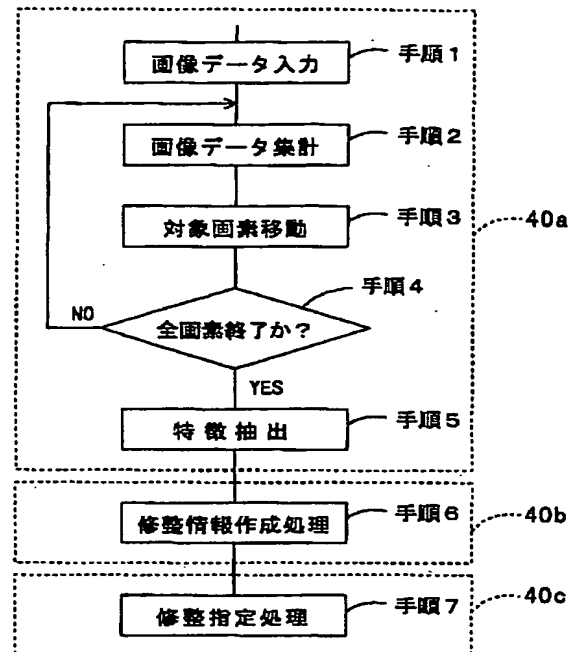 画像データ入力
手順1
画像データ集計
手順2
対象画素移動
手順3
40a
手順4
NO
全画素終了か?
YES
特徴抽出
手順5
修整情報作成処理
手順6
40b
修整指定処理
手順7
40c